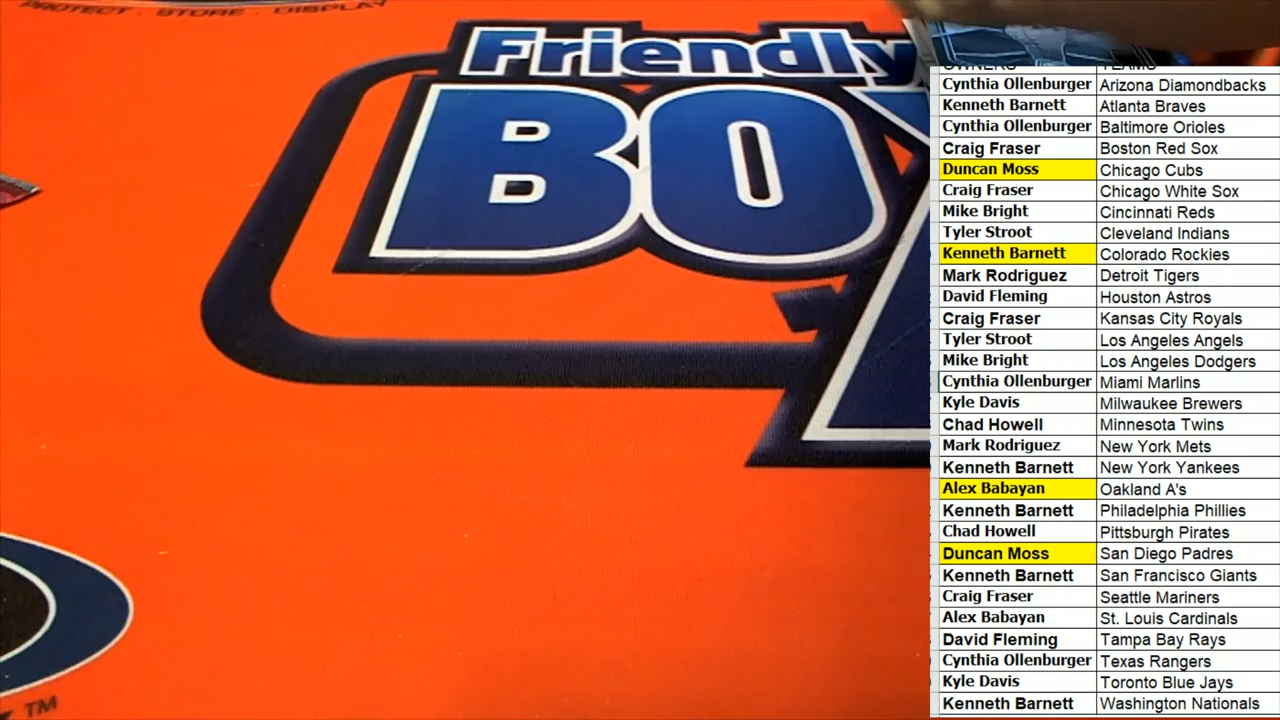 PROTECT · STORE · DISPLAY
Friendly
BO
TM
OWNERS TEAMS
Cynthia Ollenburger Arizona Diamondbacks
Kenneth Barnett Atlanta Braves
Cynthia Ollenburger Baltimore Orioles
Craig Fraser Boston Red Sox
Duncan Moss Chicago Cubs
Craig Fraser Chicago White Sox
Mike Bright Cincinnati Reds
Tyler Stroot Cleveland Indians
Kenneth Barnett Colorado Rockies
Mark Rodriguez Detroit Tigers
David Fleming Houston Astros
Craig Fraser Kansas City Royals
Tyler Stroot Los Angeles Angels
Mike Bright Los Angeles Dodgers
Cynthia Ollenburger Miami Marlins
Kyle Davis Milwaukee Brewers
Chad Howell Minnesota Twins
Mark Rodriguez New York Mets
Kenneth Barnett New York Yankees
Alex Babayan Oakland A's
Kenneth Barnett Philadelphia Phillies
Chad Howell Pittsburgh Pirates
Duncan Moss San Diego Padres
Kenneth Barnett San Francisco Giants
Craig Fraser Seattle Mariners
Alex Babayan St. Louis Cardinals
David Fleming Tampa Bay Rays
Cynthia Ollenburger Texas Rangers
Kyle Davis Toronto Blue Jays
Kenneth Barnett Washington Nationals